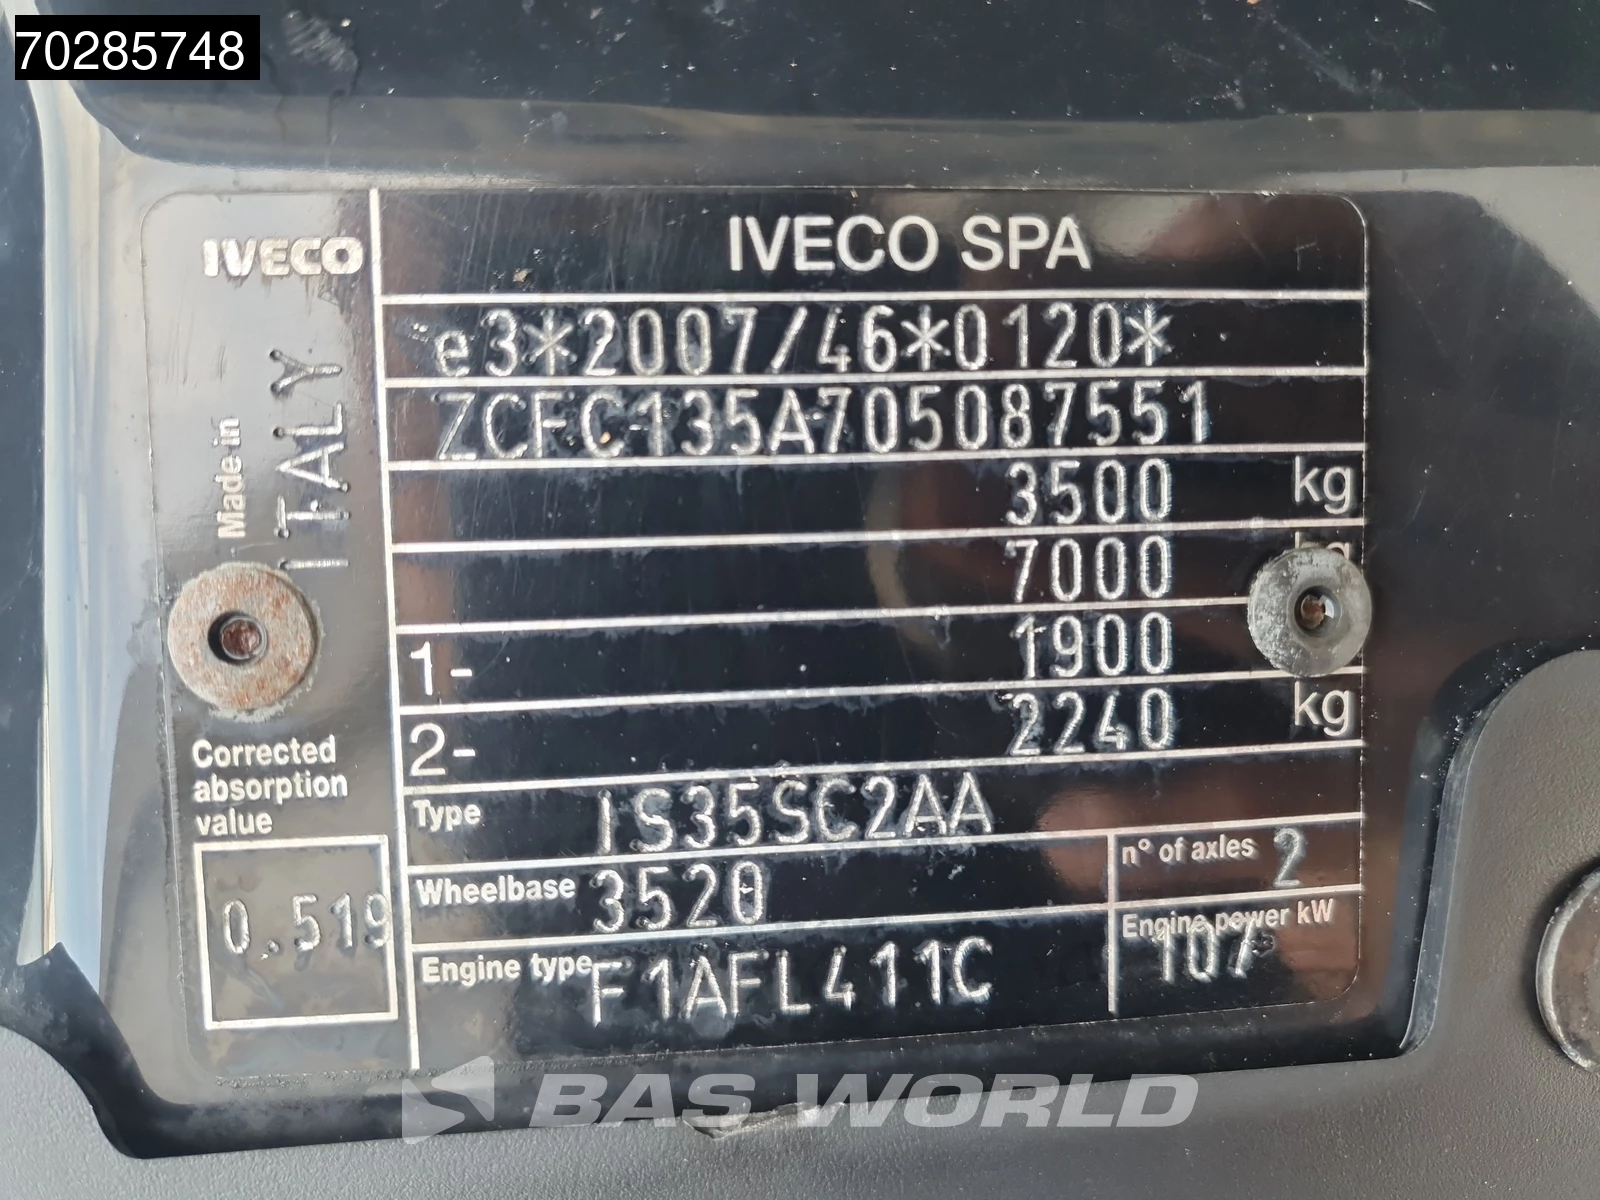 70285748
IVECO
IVECO SPA
Made in
ITALY
e3*2007/46*0120*
ZCFC135A705087551
3500 kg
7000 kg
1- 1900
2- 2240 kg
Corrected
absorption
value
0.519
Type IS35SC2AA
Wheelbase 3520
n° of axles 2
Engine type F1AFL411C
Engine power kW
107
BAS WORLD